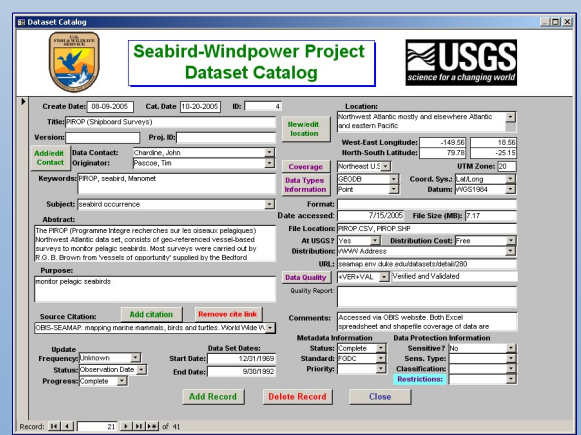 Dataset Catalog
U.S.
FISH & WILDLIFE
SERVICE
Seabird-Windpower Project
Dataset Catalog
USGS
science for a changing world
Create Date: 08-09-2005 Cat. Date 10-20-2005 ID: 4
Title: PIROP (Shipboard Surveys)
Version: Proj. ID:
Add/edit Contact
Data Contact: Chardine, John
Originator: Pascoe, Tim
Keywords: PIROP, seabird, Manomet
Subject: seabird occurrence
Abstract:
The PIROP (Programme Integre recherches sur les oiseaux pelagiques)
Northwest Atlantic data set, consists of geo-referenced vessel-based
surveys to monitor pelagic seabirds. Most surveys were carried out by
R.G. B. Brown from 'vessels of opportunity' supplied by the Bedford
Purpose:
monitor pelagic seabirds
Source Citation: Add citation Remove cite link
OBIS-SEAMAP: mapping marine mammals, birds and turtles. World Wide W
Update
Frequency: Unknown
Status: Observation Date
Progress: Complete
Data Set Dates:
Start Date: 12/01/1969
End Date: 9/30/1992
New/edit location
Location:
Northwest Atlantic mostly and elsewhere Atlantic
and eastern Pacific
West-East Longitude: -149.56 18.56
North-South Latitude: 79.78 -25.15
Coverage Northeast U.S UTM Zone: 20
Data Types Information
GEODB Coord. Sys.: Lat/Long
Point Datum: WGS1984
Format:
Date accessed: 7/15/2005 File Size (MB): 7.17
File Location: PIROP.CSV, PIROP.SHP
At USGS? Yes Distribution Cost: Free
Distribution: WWW Address
URL: seamap.env.duke.edu/datasets/detail/280
Data Quality +VER+VAL Verified and Validated
Quality Report:
Comments: Accessed via OBIS website. Both Excel
spreadsheet and shapefile coverage of data are
Metadata Information
Status: Complete
Standard: FGDC
Priority:
Data Protection Information
Sensitive? No
Sens. Type:
Classification:
Restrictions:
Add Record Delete Record Close
Record: 21 of 41